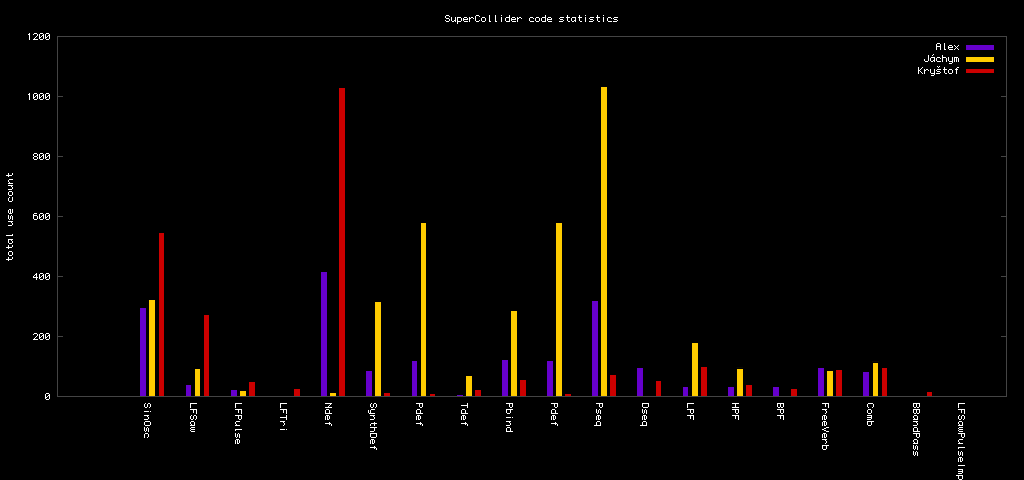 SuperCollider code statistics
total use count
1200
1000
800
600
400
200
0
Alex
Jáchym
Kryštof
SinOsc
LFSaw
LFPulse
LFTri
Ndef
SynthDef
Pdef
Tdef
Pbind
Pdef
Pseq
Dseq
LPF
HPF
BPF
FreeVerb
Comb
BBandPass
LFSawPulseImp